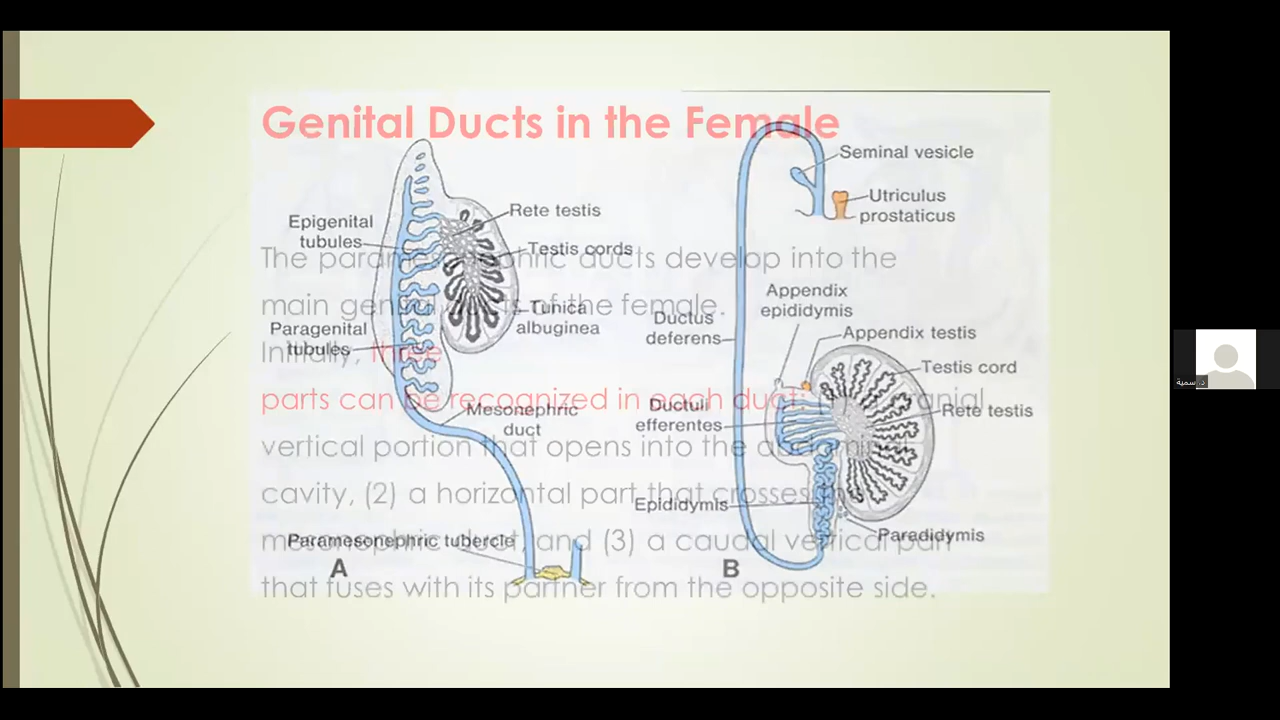 Genital Ducts in the Female
The paramesonephric ducts develop into the
main genital ducts of the female.
Initially, three
parts can be recognized in each duct: cranial
vertical portion that opens into the abdominal
cavity, (2) a horizontal part that crosses the
mesonephric duct, and (3) a caudal vertical part
that fuses with its partner from the opposite side.
Epigenital
tubules
Rete testis
Testis cords
Tunica
albuginea
Paragenital
tubules
Mesonephric
duct
Paramesonephric tubercle
A
Seminal vesicle
Utriculus
prostaticus
Appendix
epididymis
Ductus
deferens
Appendix testis
Testis cord
Rete testis
Ductuli
efferentes
Epididymis
Paradidymis
B
د. سمية